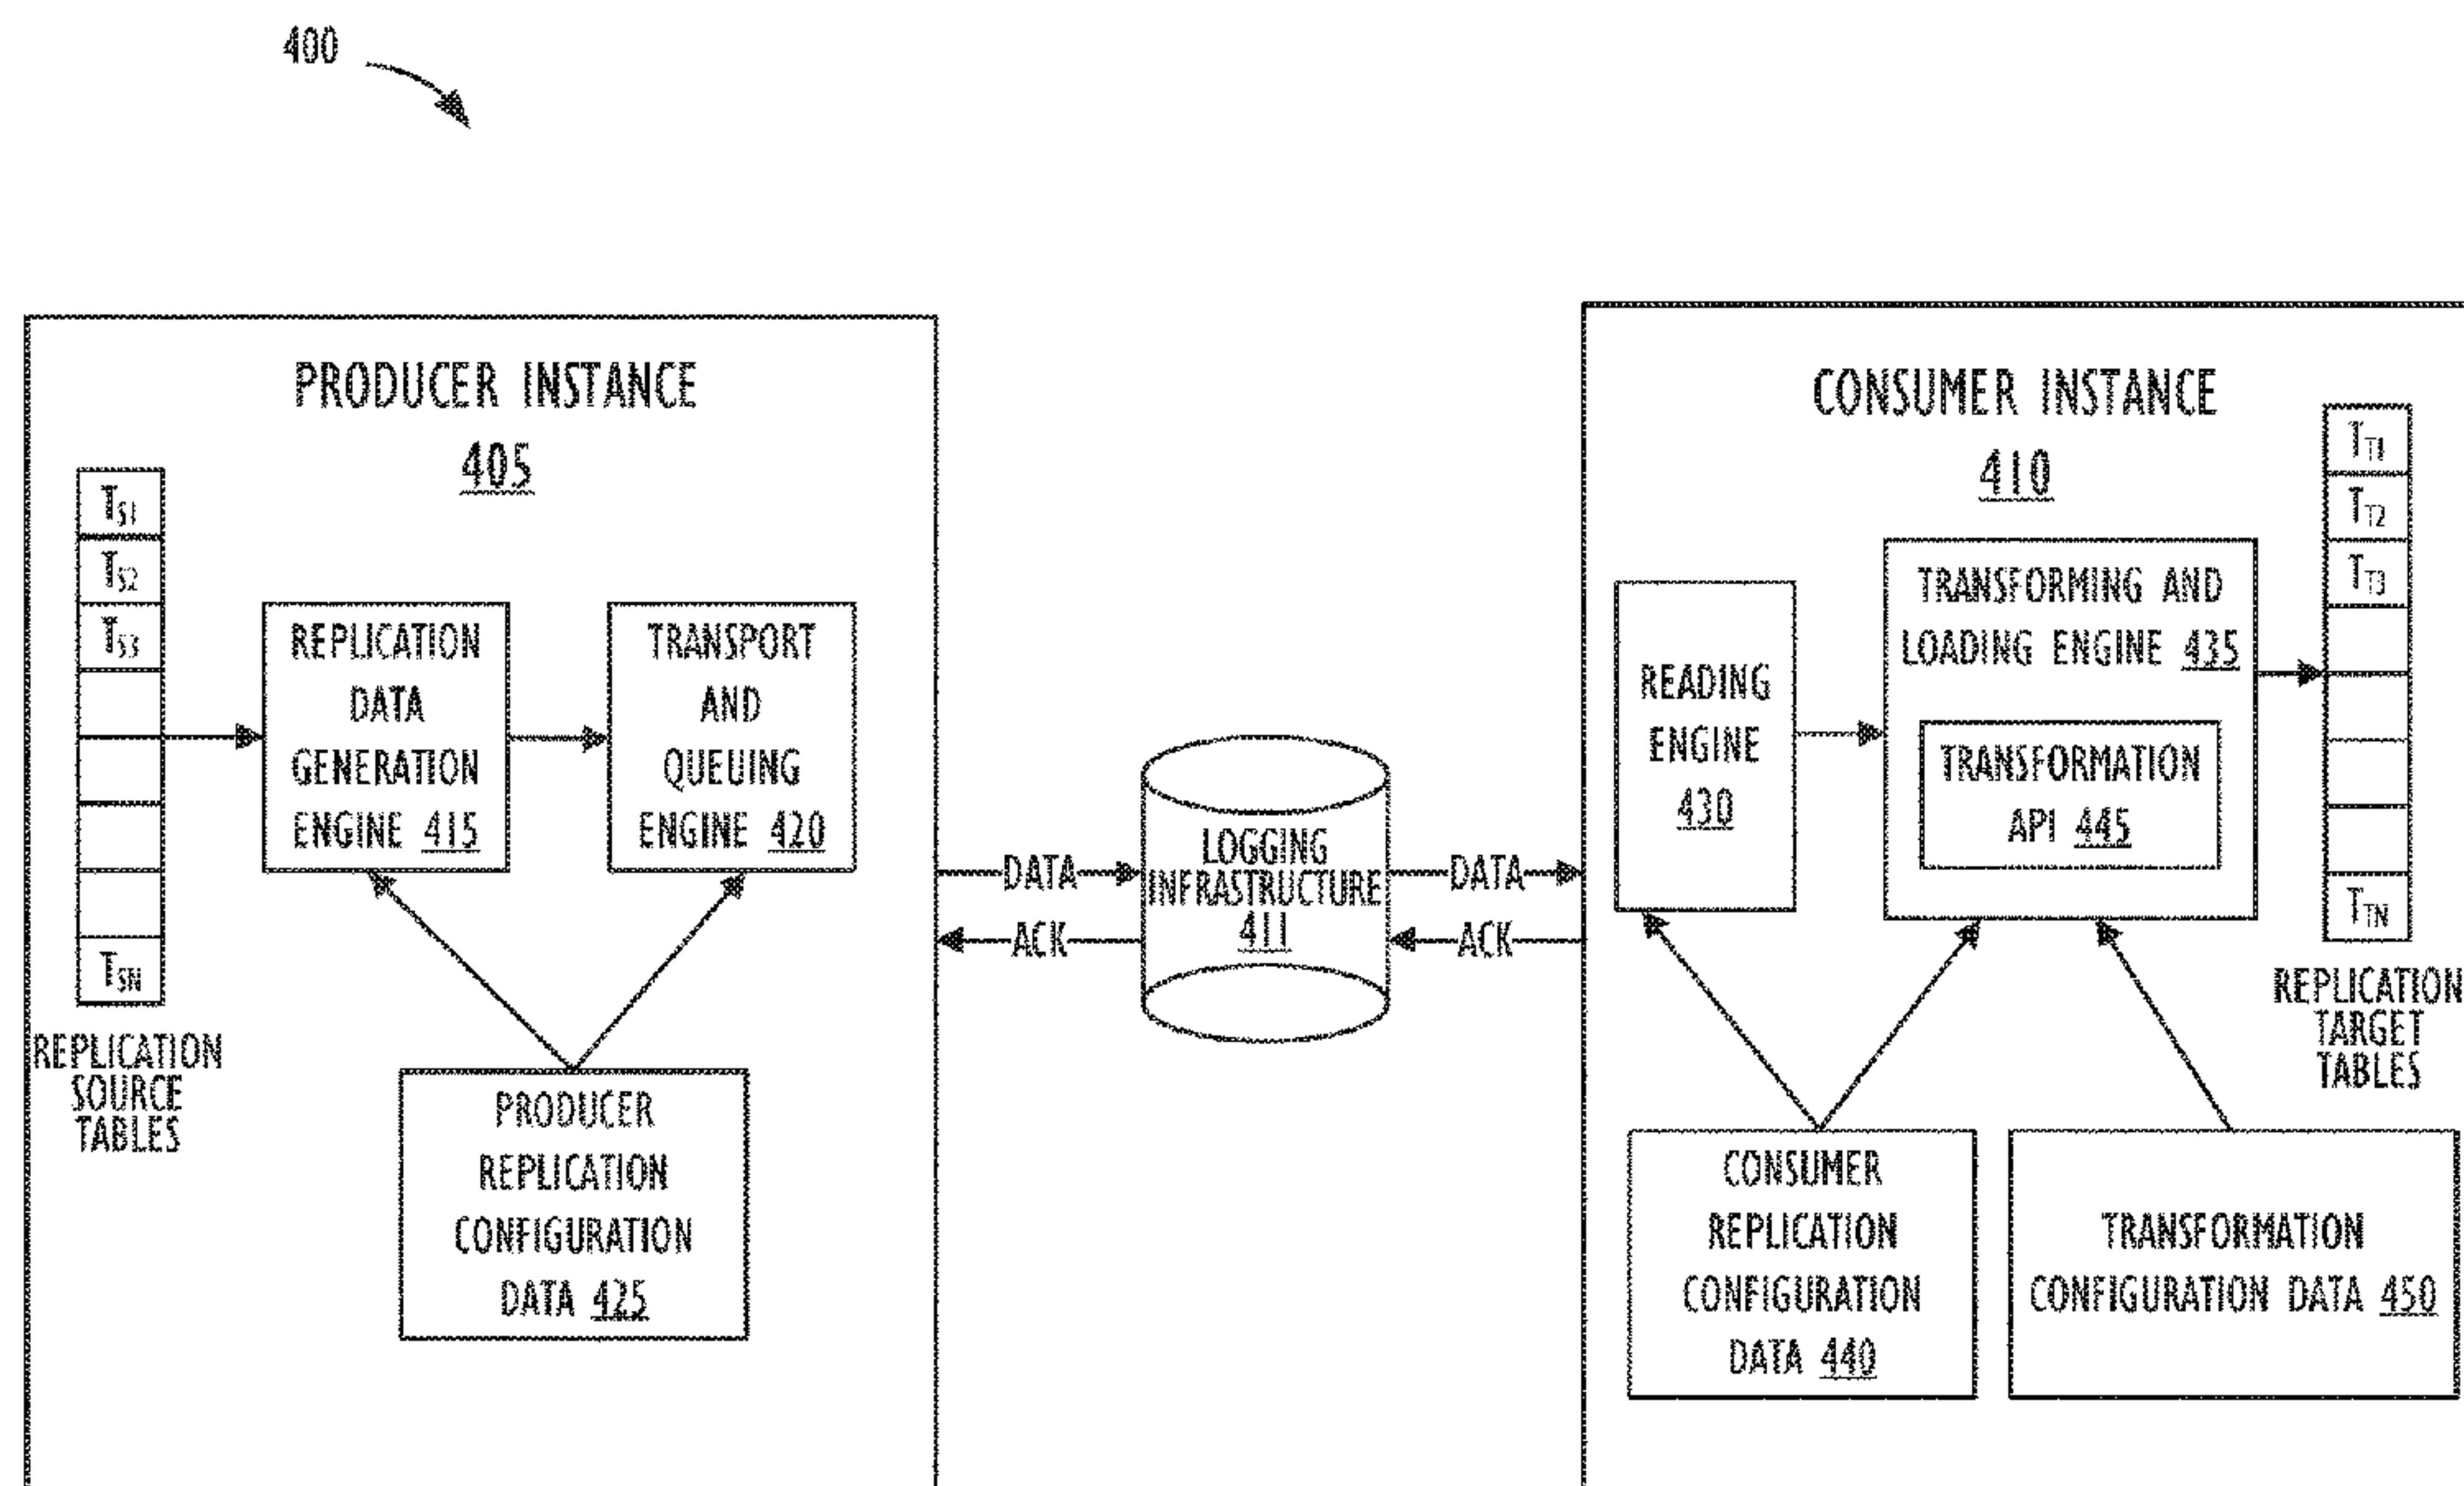 400
PRODUCER INSTANCE
405
TS1
TS2
TS3
TSN
REPLICATION
SOURCE
TABLES
REPLICATION
DATA
GENERATION
ENGINE 415
TRANSPORT
AND
QUEUING
ENGINE 420
PRODUCER
REPLICATION
CONFIGURATION
DATA 425
DATA
ACK
LOGGING
INFRASTRUCTURE
411
DATA
ACK
CONSUMER INSTANCE
410
READING
ENGINE
430
TRANSFORMING AND
LOADING ENGINE 435
TRANSFORMATION
API 445
TT1
TT2
TT3
TTN
REPLICATION
TARGET
TABLES
CONSUMER
REPLICATION
CONFIGURATION
DATA 440
TRANSFORMATION
CONFIGURATION DATA 450